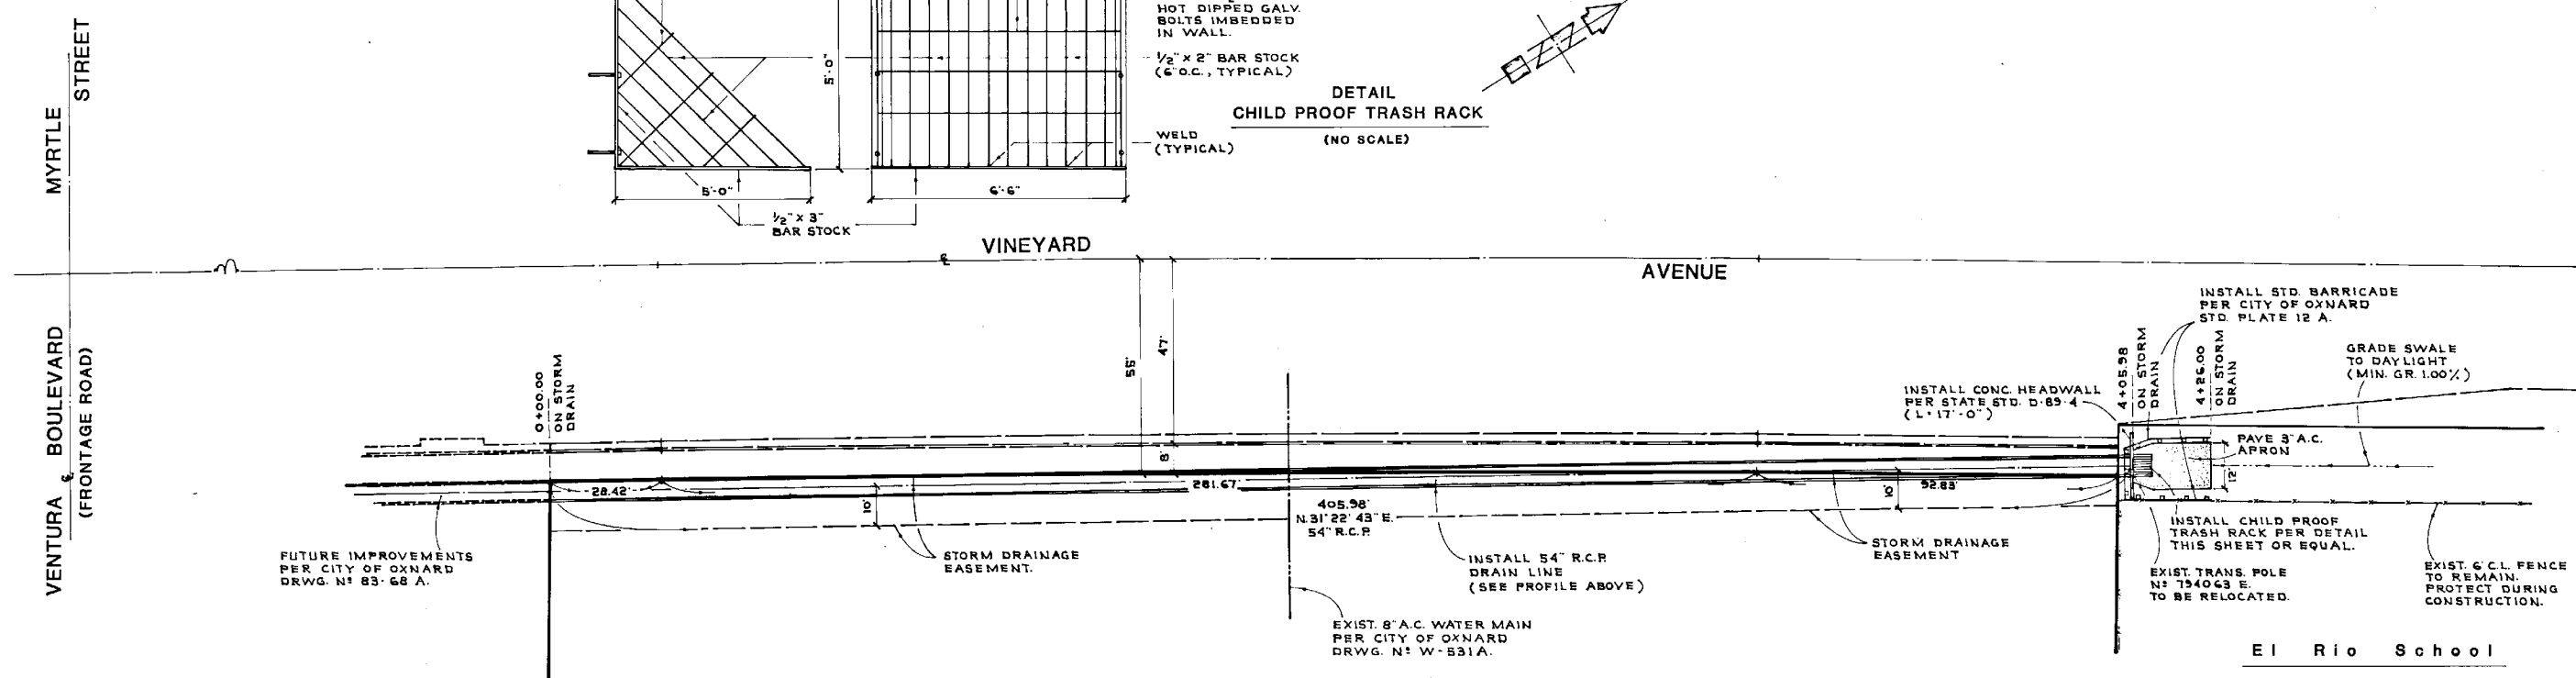 MYRTLE
STREET
HOT DIPPED GALV.
BOLTS IMBEDDED
IN WALL.
1/2" X 2" BAR STOCK
(6" O.C., TYPICAL)
5'-0"
DETAIL
CHILD PROOF TRASH RACK
(NO SCALE)
WELD
(TYPICAL)
5'-0"
6'-6"
1/2" X 3"
BAR STOCK
VINEYARD
AVENUE
VENTURA ℄ BOULEVARD
(FRONTAGE ROAD)
℄
55'
47'
8'
0+00.00
ON STORM
DRAIN
INSTALL STD. BARRICADE
PER CITY OF OXNARD
STD. PLATE 12 A.
4+05.98
ON STORM
DRAIN
4+26.00
ON STORM
DRAIN
GRADE SWALE
TO DAYLIGHT
(MIN. GR. 1.00%)
INSTALL CONC. HEADWALL
PER STATE STD. D-89-4
(L=17'-0")
PAVE 3" A.C.
APRON
12'
28.42'
281.67'
92.83'
10'
10'
405.98'
N.31°22'43"E.
54" R.C.P.
FUTURE IMPROVEMENTS
PER CITY OF OXNARD
DRWG. Nº 83-68 A.
STORM DRAINAGE
EASEMENT.
INSTALL 54" R.C.P.
DRAIN LINE
(SEE PROFILE ABOVE)
STORM DRAINAGE
EASEMENT
INSTALL CHILD PROOF
TRASH RACK PER DETAIL
THIS SHEET OR EQUAL.
EXIST. TRANS. POLE
Nº 794063 E.
TO BE RELOCATED.
EXIST. 6' C.L. FENCE
TO REMAIN.
PROTECT DURING
CONSTRUCTION.
EXIST. 8" A.C. WATER MAIN
PER CITY OF OXNARD
DRWG. Nº W-531A.
El Rio School